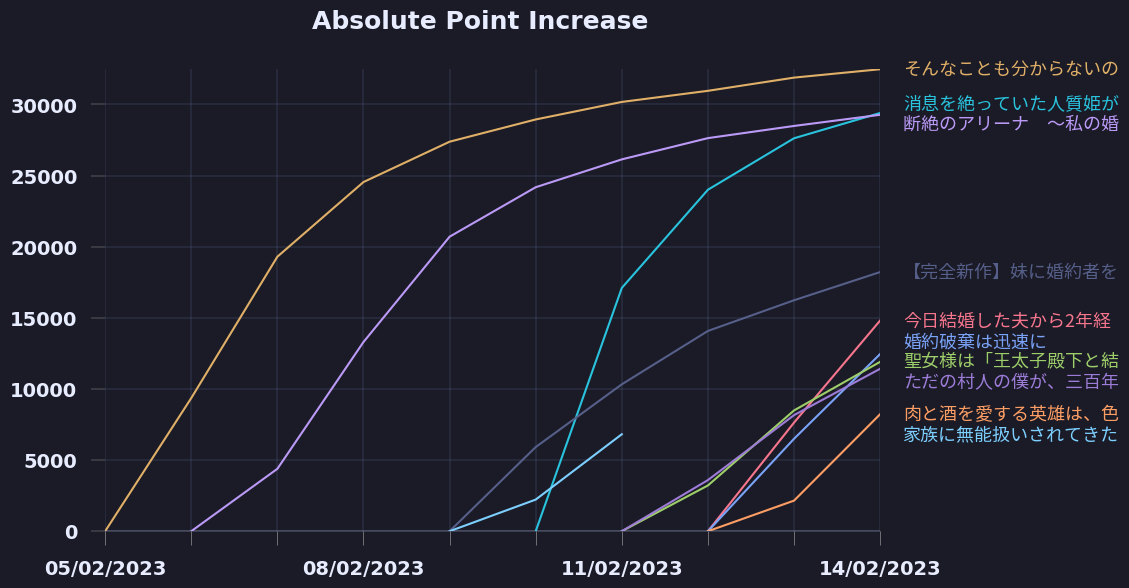 Absolute Point Increase
そんなことも分からないの
消息を絶っていた人質姫が
断絶のアリーナ　～私の婚
【完全新作】妹に婚約者を
今日結婚した夫から2年経
婚約破棄は迅速に
聖女様は「王太子殿下と結
ただの村人の僕が、三百年
肉と酒を愛する英雄は、色
家族に無能扱いされてきた
30000
25000
20000
15000
10000
5000
0
05/02/2023
08/02/2023
11/02/2023
14/02/2023